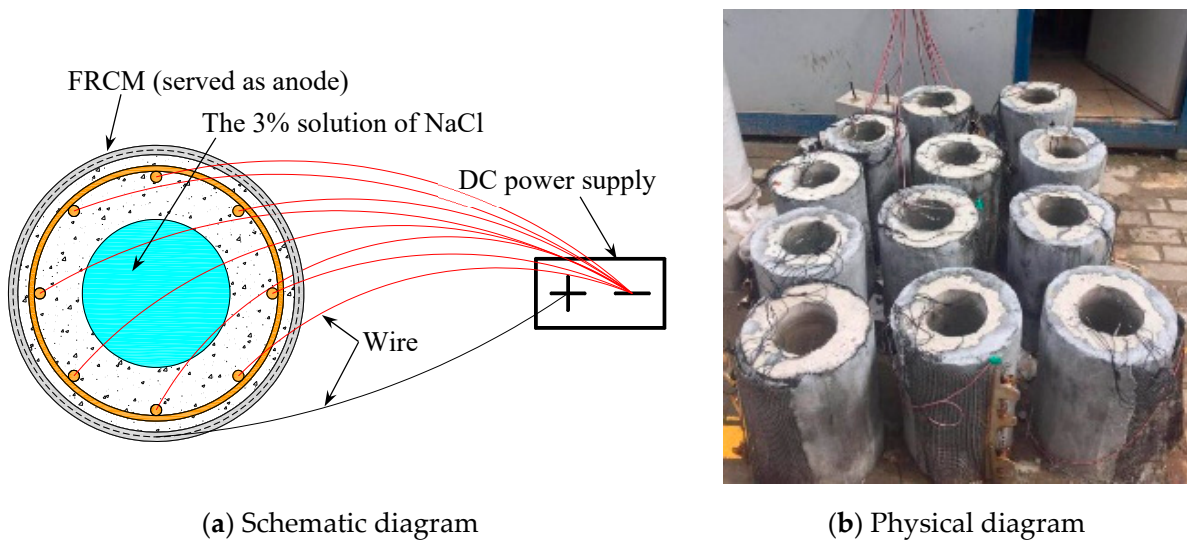 FRCM (served as anode)
The 3% solution of NaCl
DC power supply
Wire
(a) Schematic diagram
(b) Physical diagram